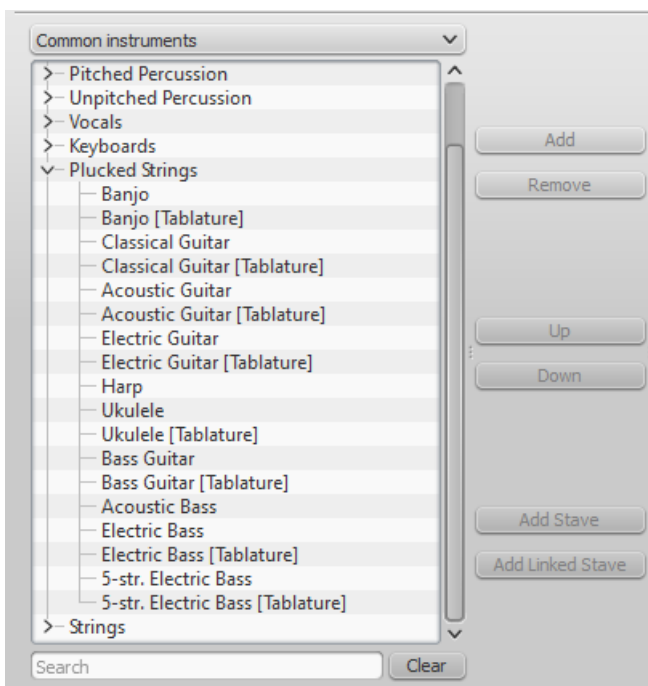 Common instruments
Pitched Percussion
Unpitched Percussion
Vocals
Keyboards
Plucked Strings
Banjo
Banjo [Tablature]
Classical Guitar
Classical Guitar [Tablature]
Acoustic Guitar
Acoustic Guitar [Tablature]
Electric Guitar
Electric Guitar [Tablature]
Harp
Ukulele
Ukulele [Tablature]
Bass Guitar
Bass Guitar [Tablature]
Acoustic Bass
Electric Bass
Electric Bass [Tablature]
5-str. Electric Bass
5-str. Electric Bass [Tablature]
Strings
Search
Clear
Add
Remove
Up
Down
Add Stave
Add Linked Stave